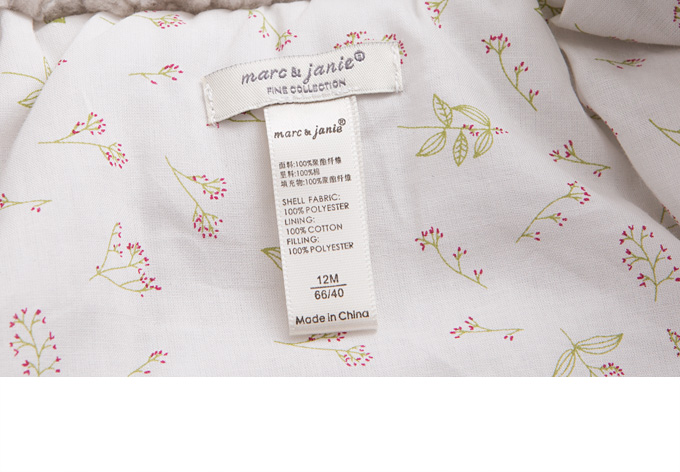 marc & janie®
FINE COLLECTION
marc & janie®
面料:100%聚酯纤维
里料:100%棉
填充物:100%聚酯纤维
SHELL FABRIC:
100% POLYESTER
LINING:
100% COTTON
FILLING:
100% POLYESTER
12M
66/40
Made in China